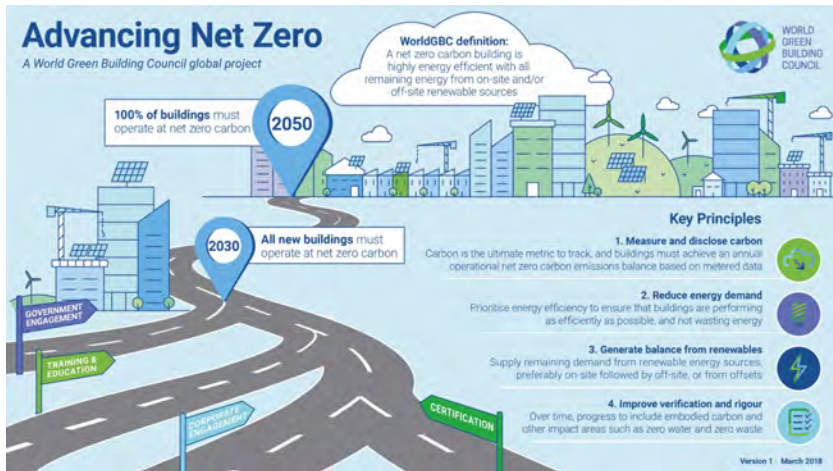 Advancing Net Zero
A World Green Building Council global project
WorldGBC definition:
A net zero carbon building is
highly energy efficient with all
remaining energy from on-site and/or
off-site renewable sources
WORLD
GREEN
BUILDING
COUNCIL
100% of buildings must
operate at net zero carbon
2050
2030
All new buildings must
operate at net zero carbon
GOVERNMENT
ENGAGEMENT
TRAINING &
EDUCATION
CORPORATE
ENGAGEMENT
CERTIFICATION
Key Principles
1. Measure and disclose carbon
Carbon is the ultimate metric to track, and buildings must achieve an annual
operational net zero carbon emissions balance based on metered data
2. Reduce energy demand
Prioritise energy efficiency to ensure that buildings are performing
as efficiently as possible, and not wasting energy
3. Generate balance from renewables
Supply remaining demand from renewable energy sources,
preferably on-site followed by off-site, or from offsets
4. Improve verification and rigour
Over time, progress to include embodied carbon and
other impact areas such as zero water and zero waste
Version 1 | March 2018